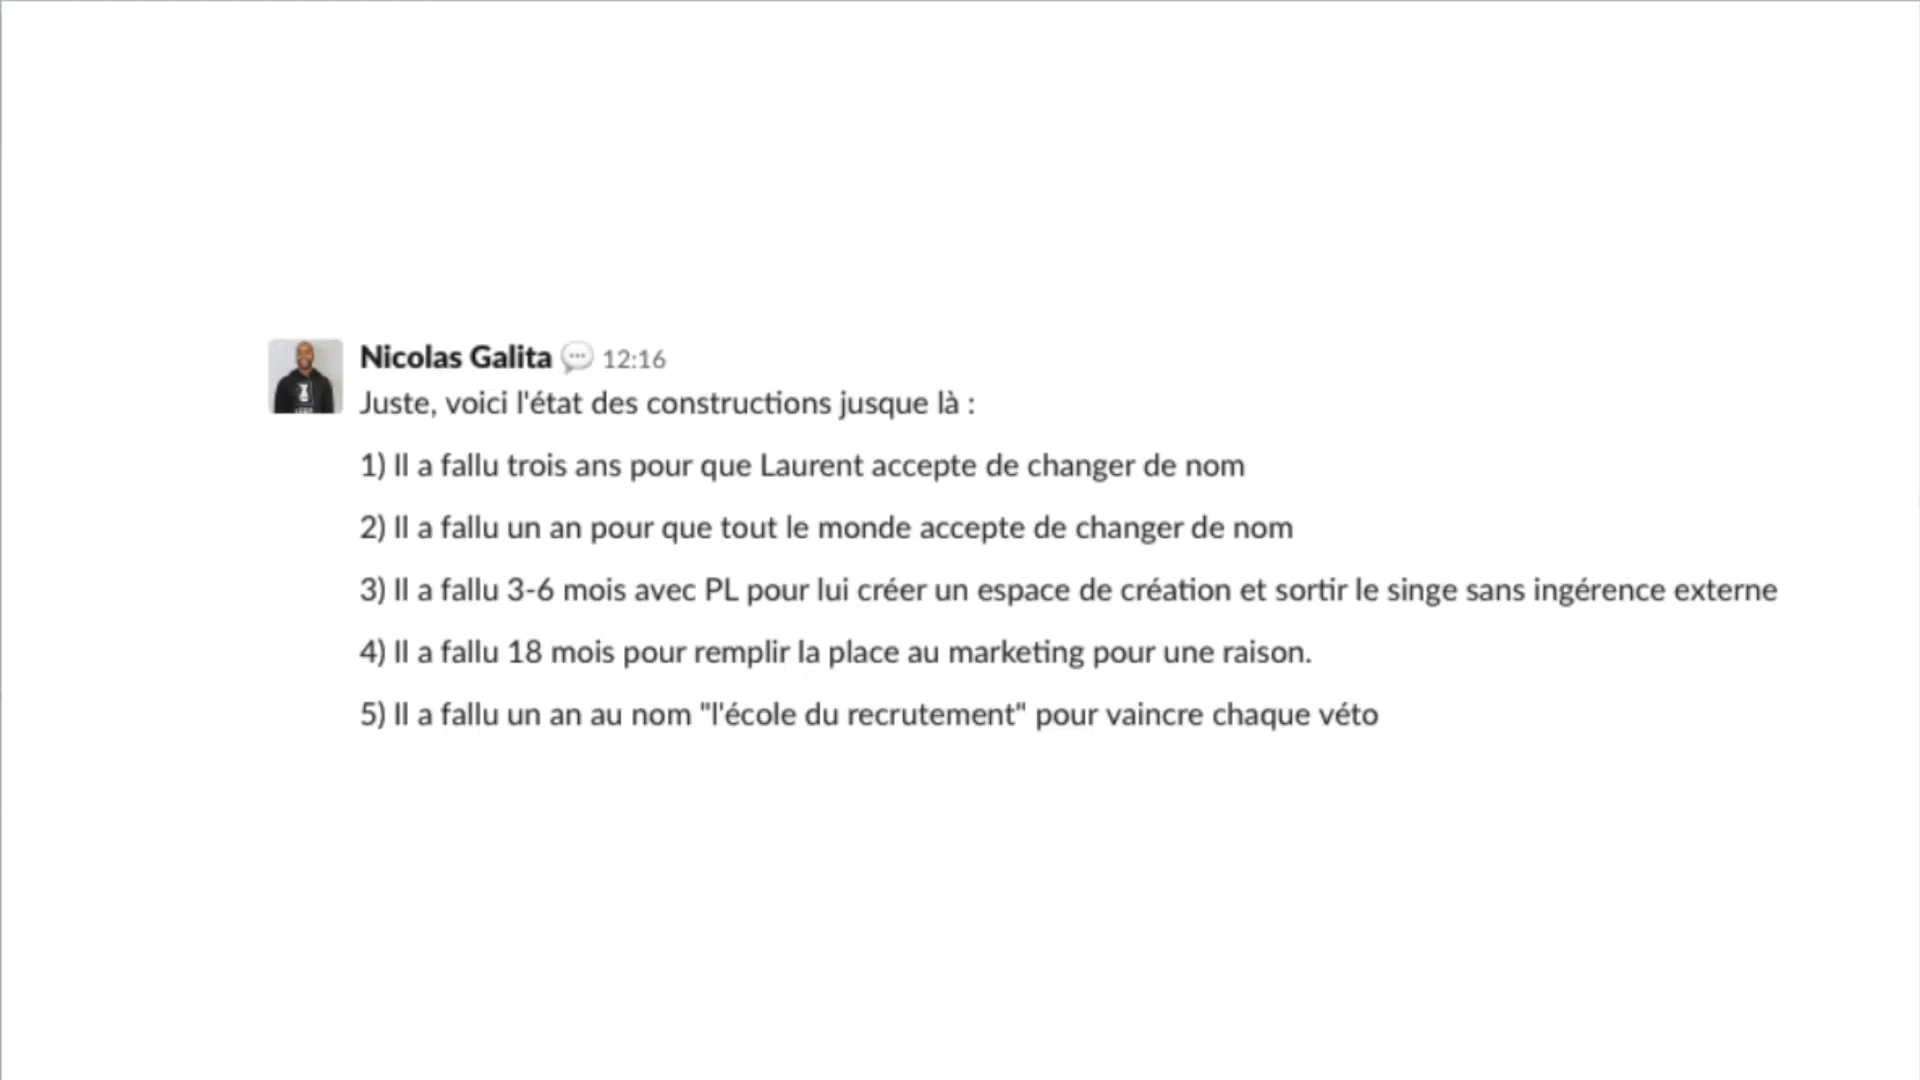 Nicolas Galita 12:16
Juste, voici l'état des constructions jusque là :
1) Il a fallu trois ans pour que Laurent accepte de changer de nom
2) Il a fallu un an pour que tout le monde accepte de changer de nom
3) Il a fallu 3-6 mois avec PL pour lui créer un espace de création et sortir le singe sans ingérence externe
4) Il a fallu 18 mois pour remplir la place au marketing pour une raison.
5) Il a fallu un an au nom "l'école du recrutement" pour vaincre chaque véto